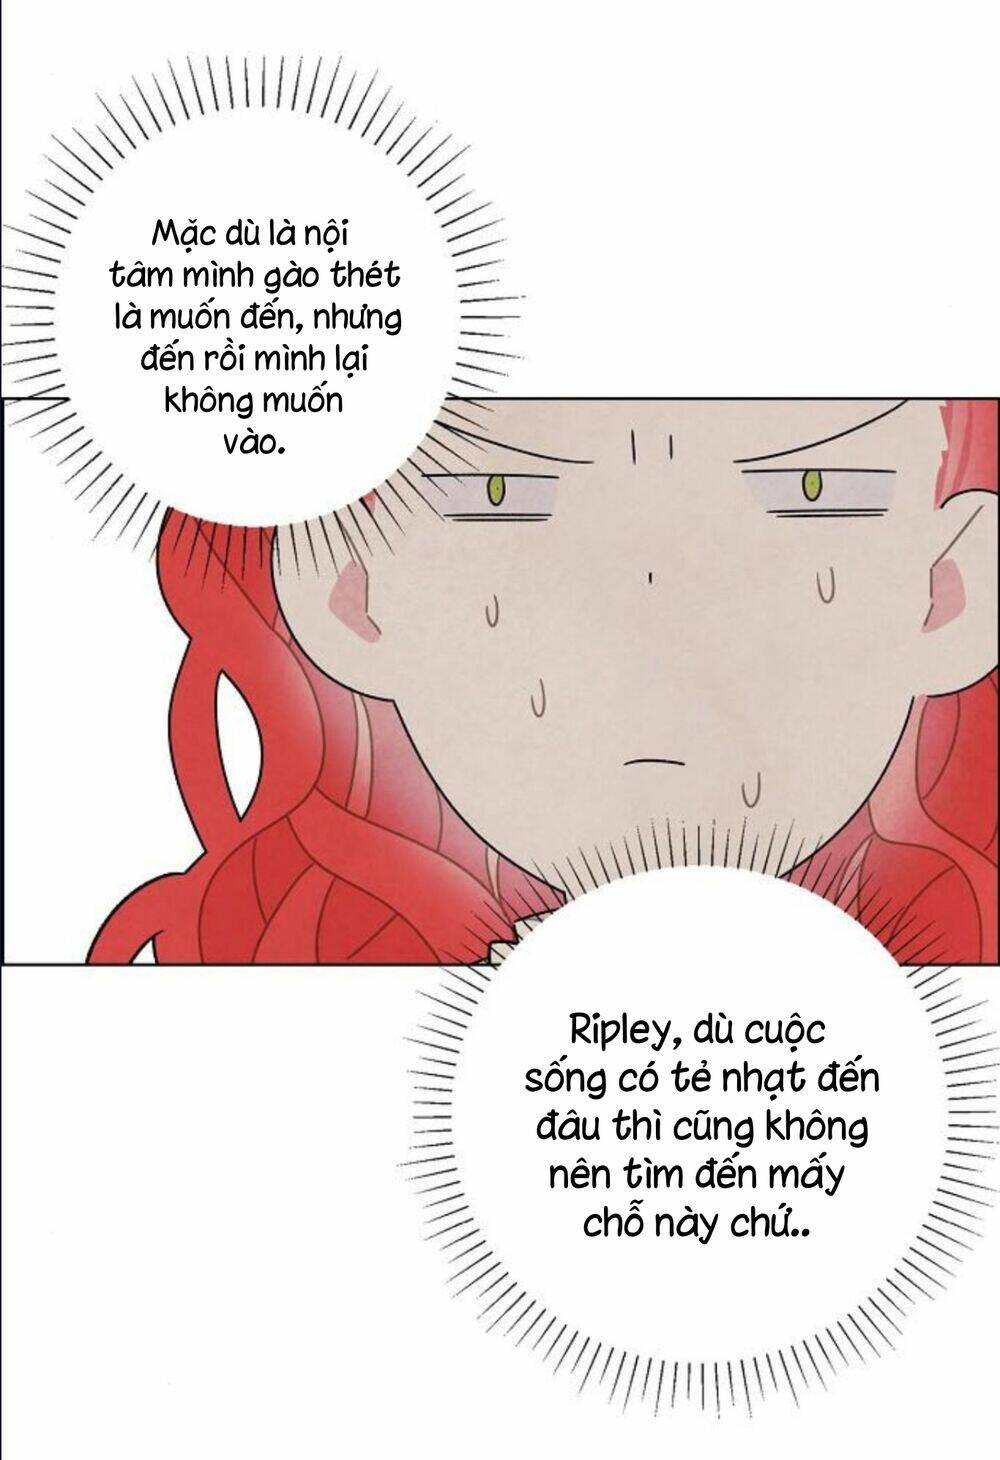 Mặc dù là nội
tâm mình gào thét
là muốn đến, nhưng
đến rồi mình lại
không muốn
vào.
Ripley, dù cuộc
sống có tẻ nhạt đến
đâu thì cũng không
nên tìm đến mấy
chỗ này chứ..